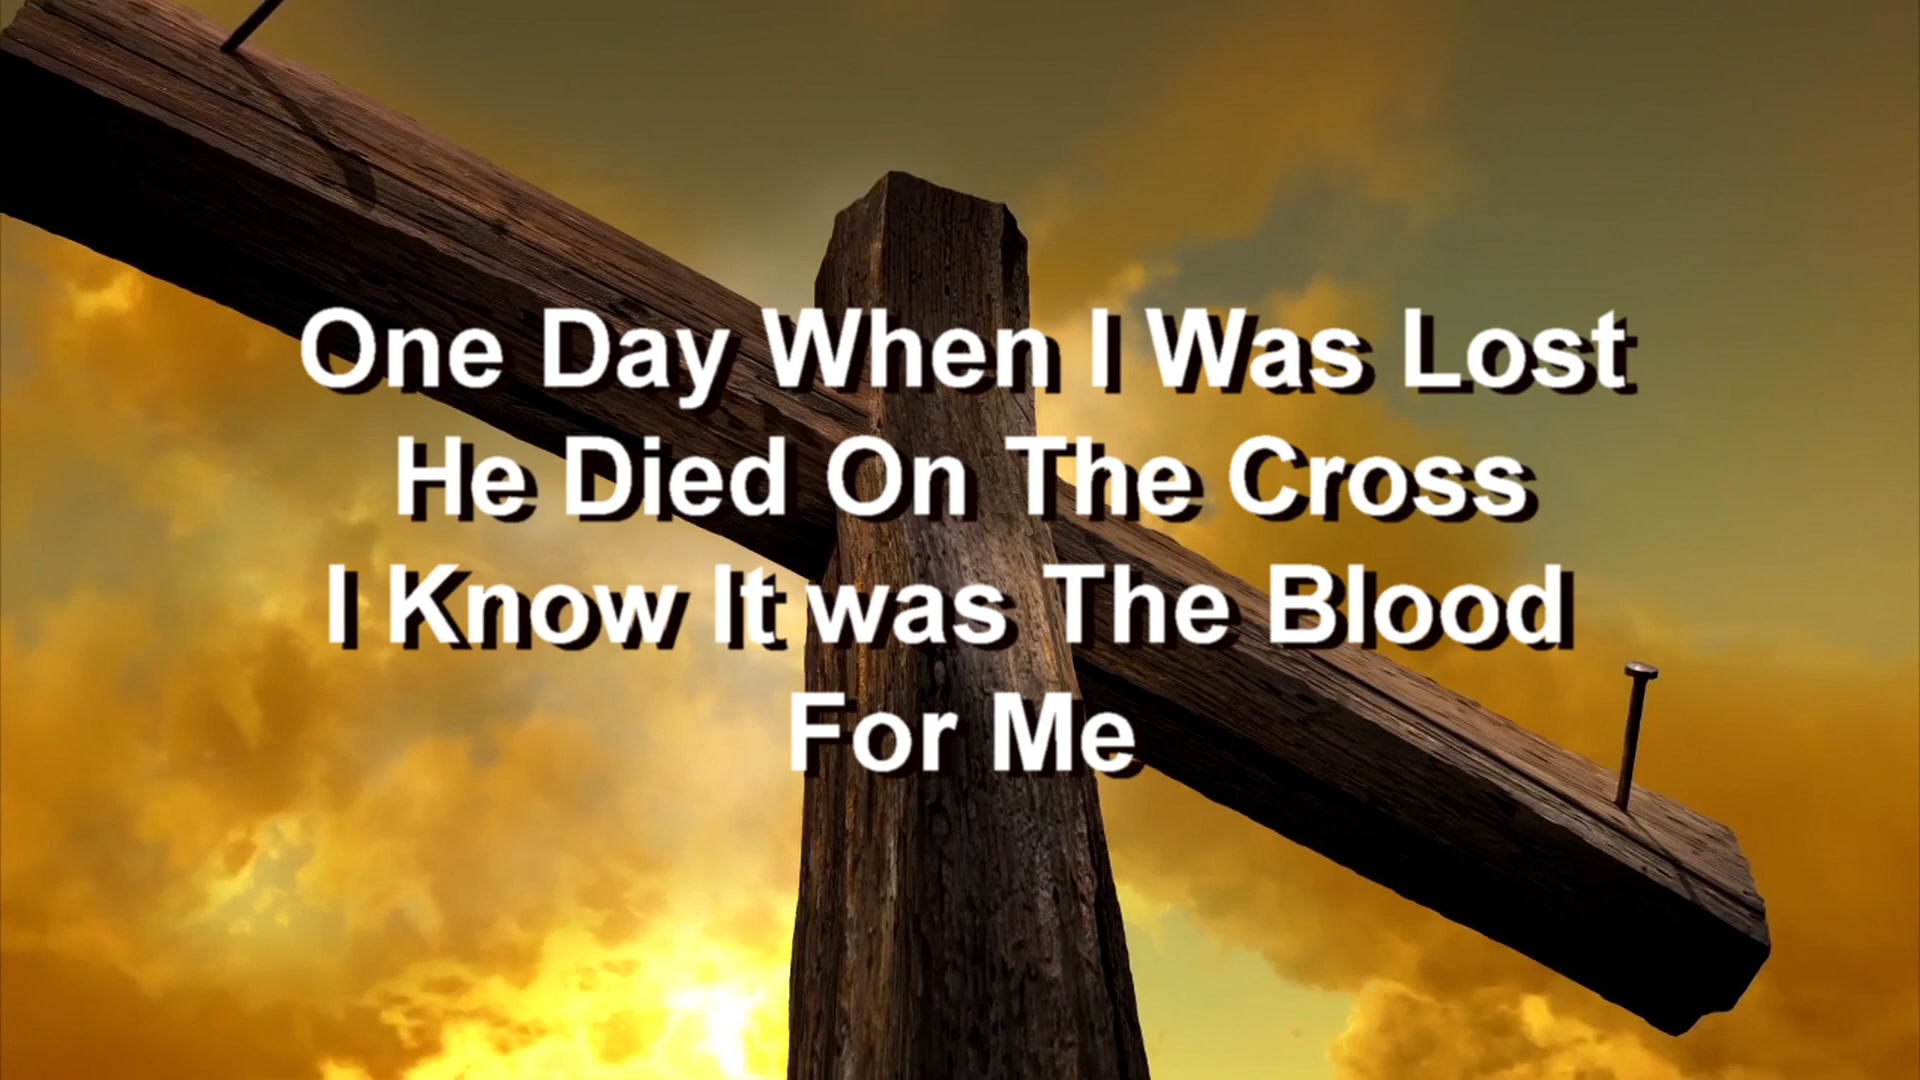 One Day When I Was Lost
He Died On The Cross
I Know It was The Blood
For Me